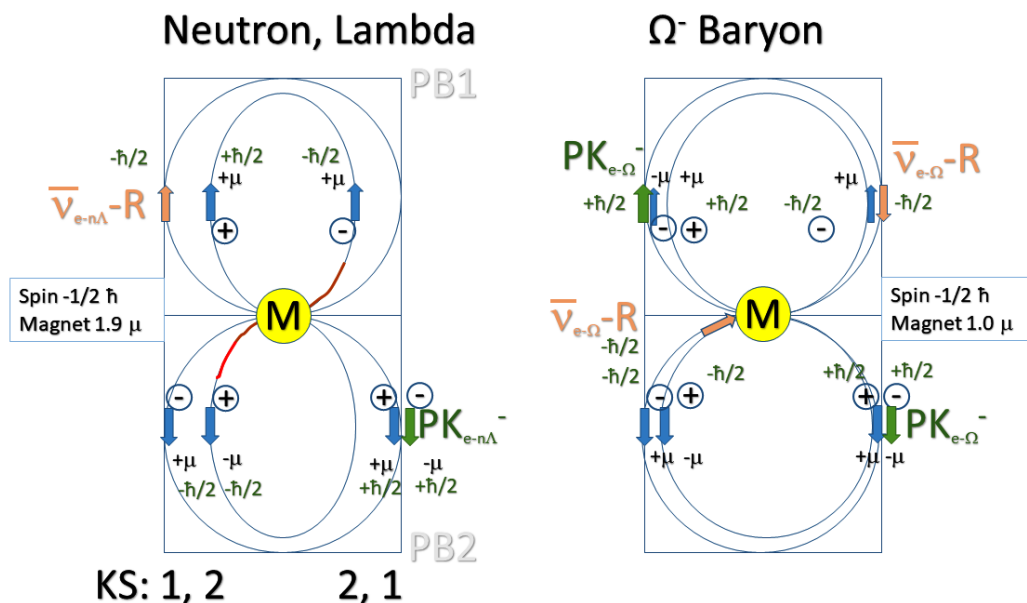 Neutron, Lambda
Ω⁻ Baryon
PB1
-ħ/2 +ħ/2 -ħ/2
+μ +μ
ν̅e-nΛ-R
+ -
Spin -1/2 ħ
Magnet 1.9 μ
M
- + + -
PKe-nΛ⁻
+μ -μ +μ -μ
-ħ/2 -ħ/2 +ħ/2 +ħ/2
PB2
KS: 1, 2 2, 1
PKe-Ω⁻
-μ +μ +μ
ν̅e-Ω-R
+ħ/2 +ħ/2 -ħ/2 -ħ/2
- + -
Spin -1/2 ħ
Magnet 1.0 μ
ν̅e-Ω-R
M
-ħ/2
-ħ/2 -ħ/2 +ħ/2 +ħ/2
- + + -
PKe-Ω⁻
+μ -μ +μ -μ